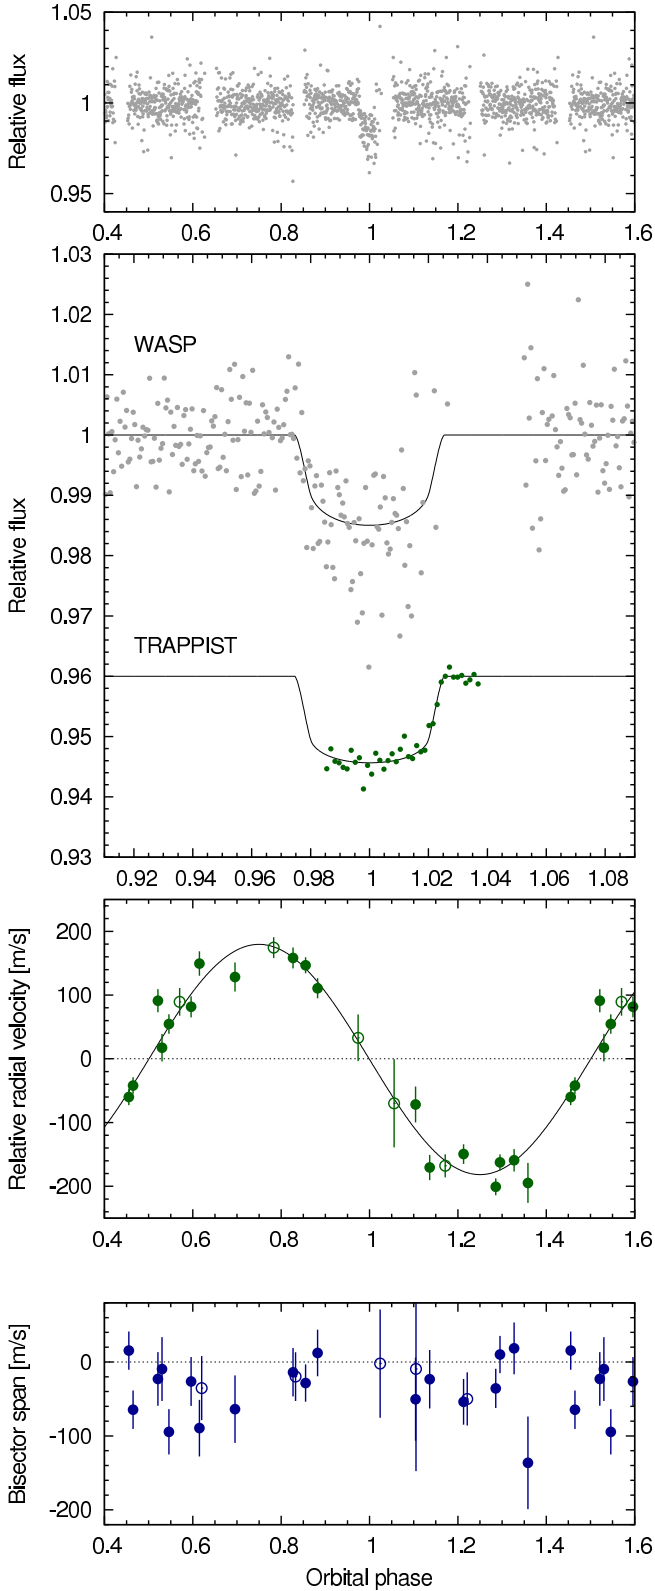 1.05
1
0.95
Relative flux
0.4 0.6 0.8 1 1.2 1.4 1.6
1.03
1.02
WASP
1.01
1
0.99
Relative flux
0.98
0.97
TRAPPIST
0.96
0.95
0.94
0.93
0.92 0.94 0.96 0.98 1 1.02 1.04 1.06 1.08
200
100
0
-100
-200
Relative radial velocity [m/s]
0.4 0.6 0.8 1 1.2 1.4 1.6
0
-100
-200
Bisector span [m/s]
0.4 0.6 0.8 1 1.2 1.4 1.6
Orbital phase